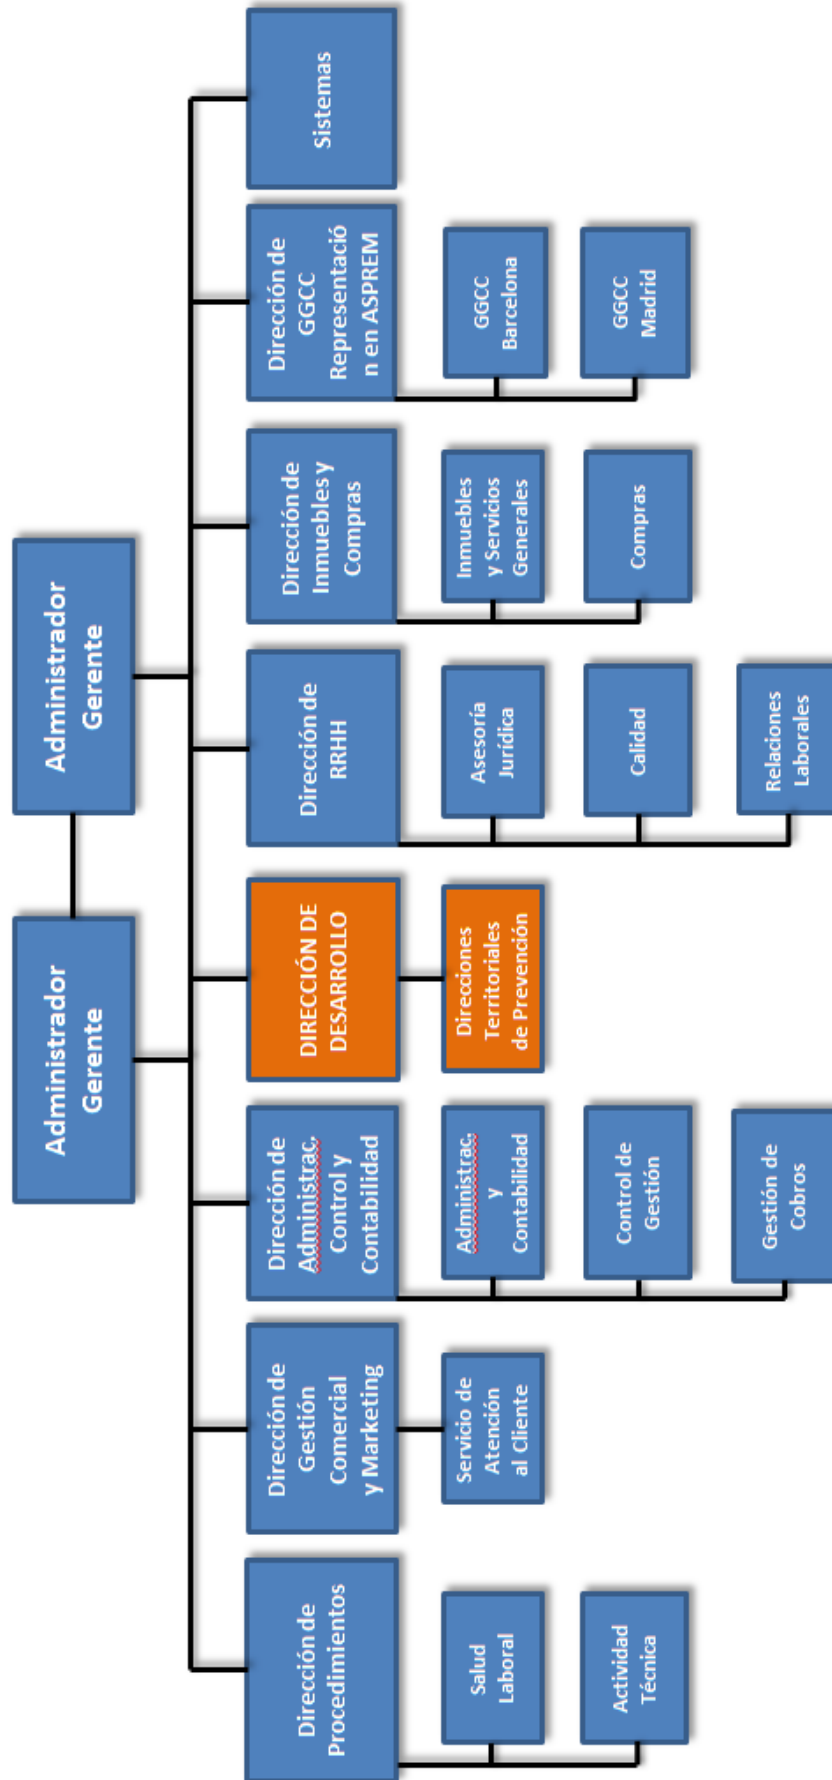 Administrador
Gerente
Administrador
Gerente
Dirección de
Procedimientos
Dirección de
Gestión
Comercial
y Marketing
Dirección de
Administrac.
Control y
Contabilidad
DIRECCIÓN DE
DESARROLLO
Dirección de
RRHH
Dirección de
Inmuebles y
Compras
Dirección de
GGCC
Representació
n en ASPREM
Sistemas
Salud
Laboral
Actividad
Técnica
Servicio de
Atención
al Cliente
Administrac.
y
Contabilidad
Control de
Gestión
Gestión de
Cobros
Direcciones
Territoriales
de Prevención
Asesoría
Jurídica
Calidad
Relaciones
Laborales
Inmuebles
y Servicios
Generales
Compras
GGCC
Barcelona
GGCC
Madrid